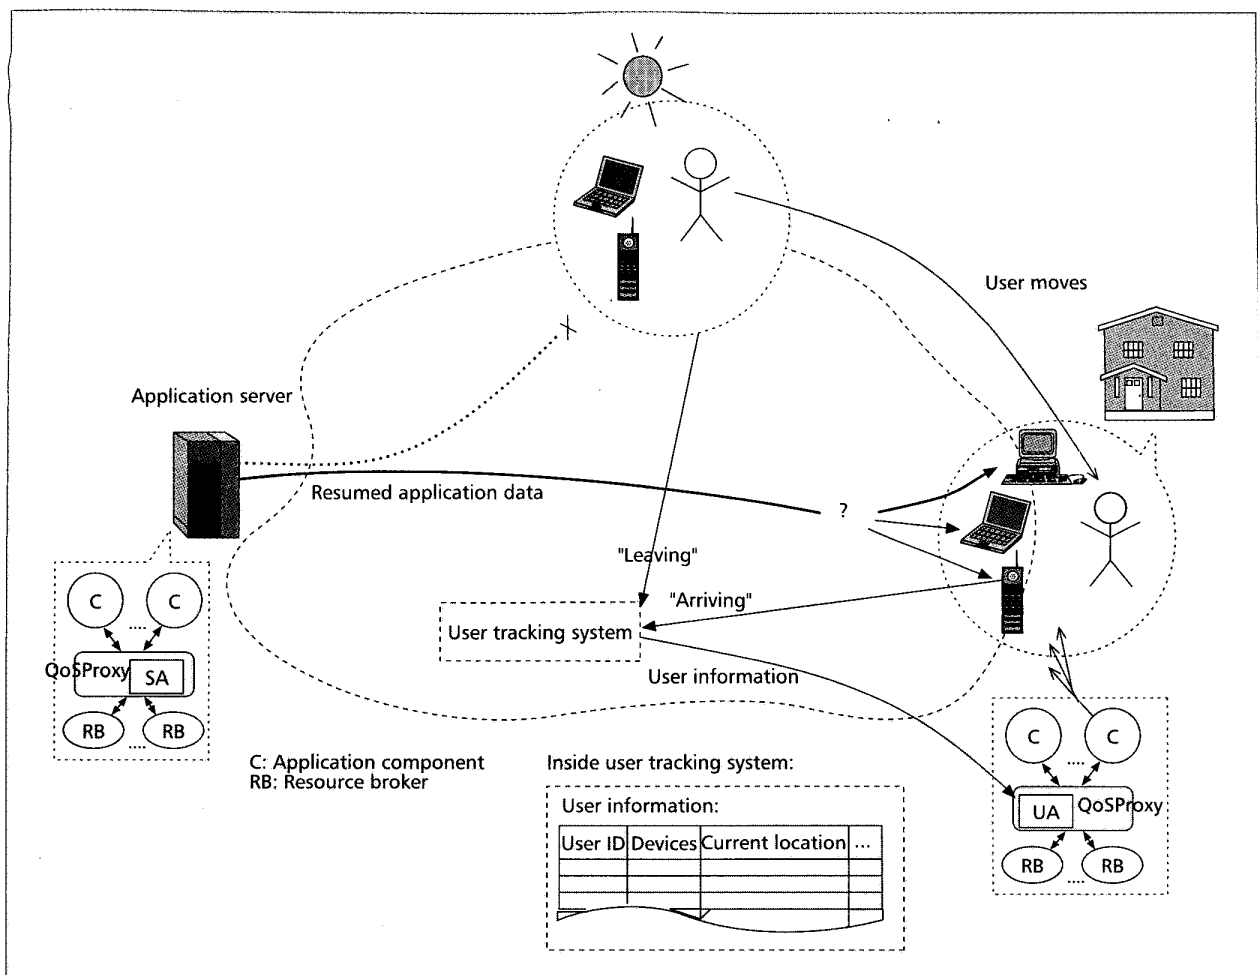 User moves
Application server
Resumed application data
?
"Leaving"
"Arriving"
User tracking system
User information
C
C
....
QoSProxy
SA
RB
RB
....
C: Application component
RB: Resource broker
Inside user tracking system:
User information:
User ID
Devices
Current location
...
C
C
....
UA
QoSProxy
RB
RB
....